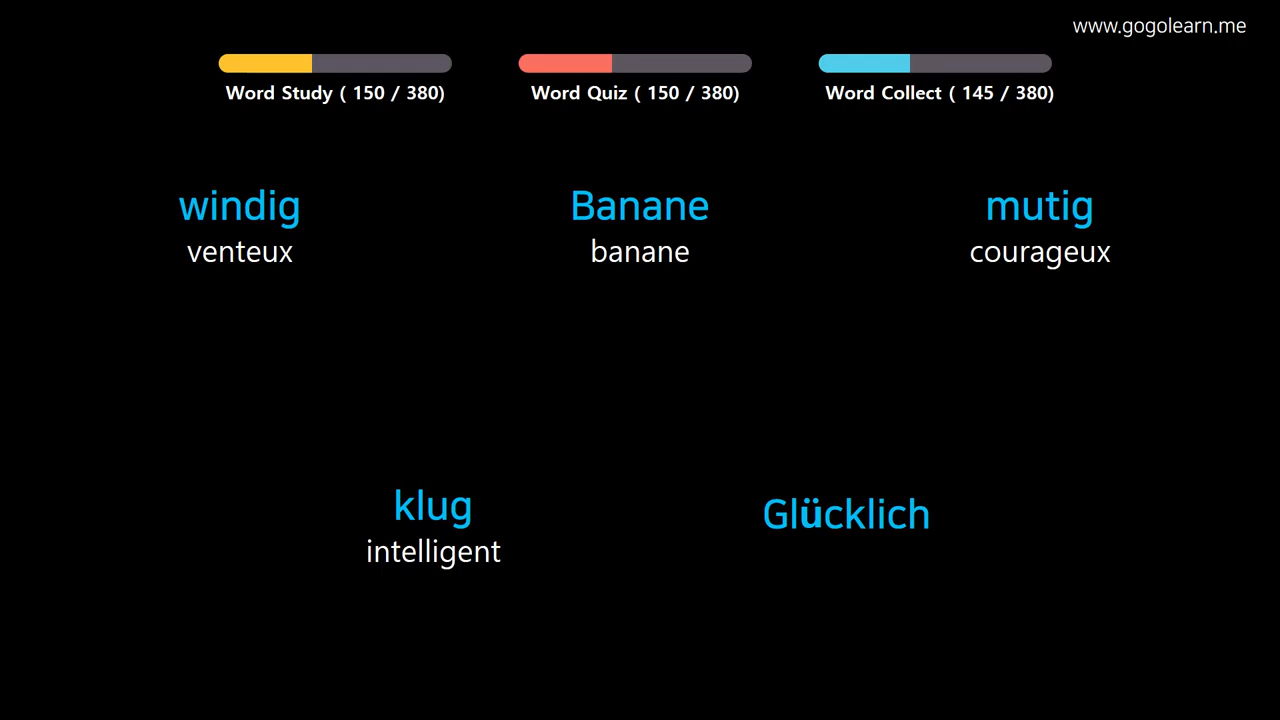 www.gogolearn.me
Word Study ( 150 / 380)
Word Quiz ( 150 / 380)
Word Collect ( 145 / 380)
windig
venteux
Banane
banane
mutig
courageux
klug
intelligent
Glücklich